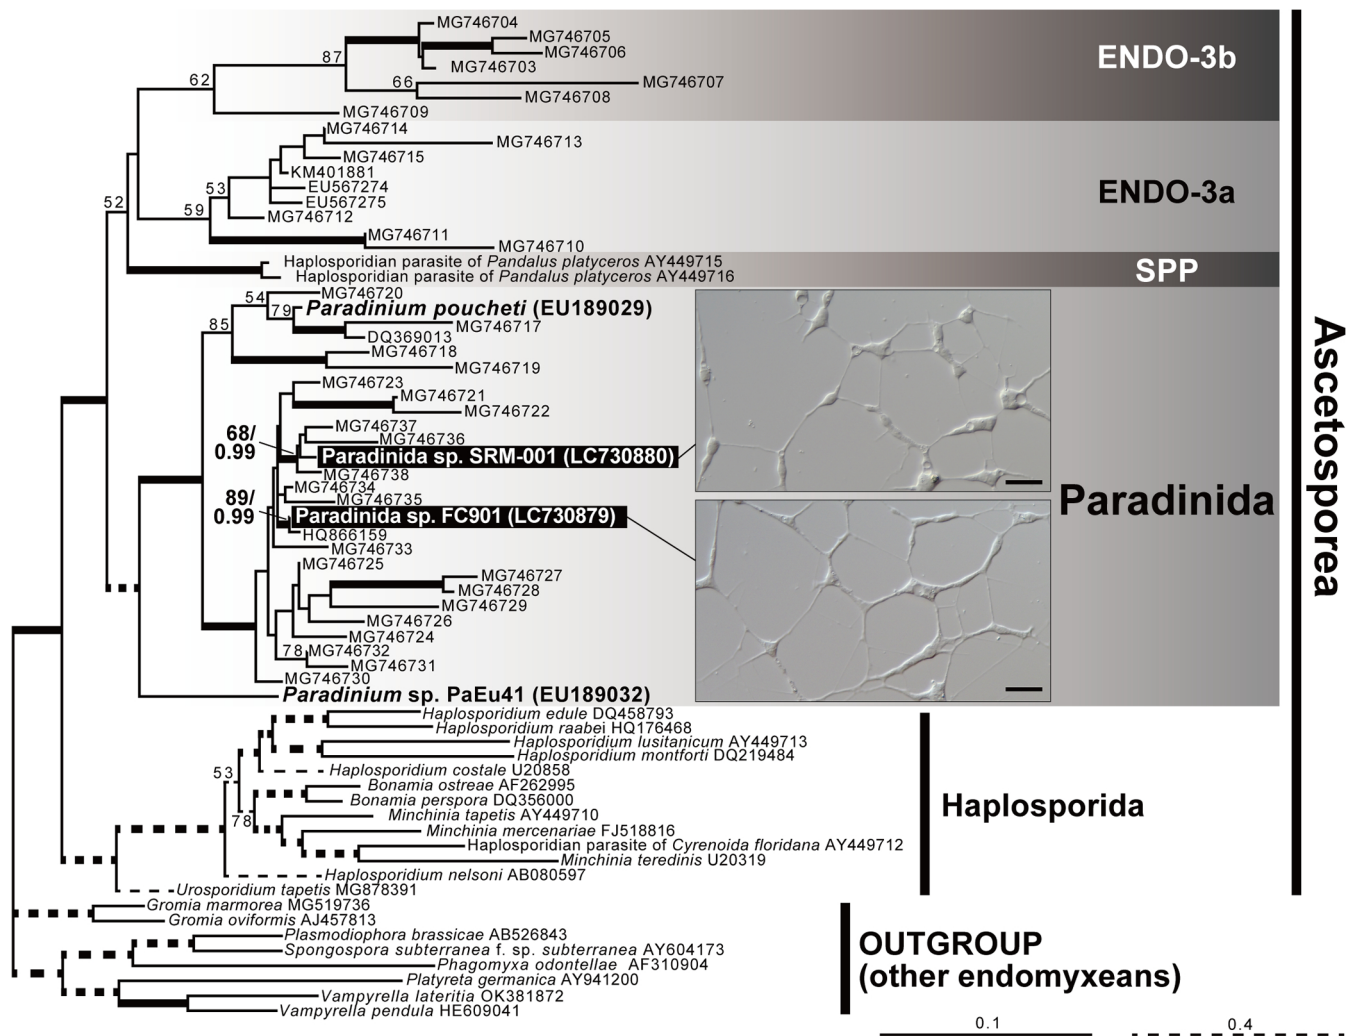 MG746704
MG746705
MG746706
MG746703
MG746707
MG746708
MG746709
87
66
62
ENDO-3b
MG746714
MG746713
MG746715
KM401881
EU567274
EU567275
MG746712
MG746711
MG746710
53
59
52
ENDO-3a
Haplosporidian parasite of Pandalus platyceros AY449715
Haplosporidian parasite of Pandalus platyceros AY449716
SPP
MG746720
Paradinium poucheti (EU189029)
MG746717
DQ369013
MG746718
MG746719
54
79
85
MG746723
MG746721
MG746722
MG746737
MG746736
68/
0.99
Paradinida sp. SRM-001 (LC730880)
MG746738
MG746734
MG746735
89/
0.99
Paradinida sp. FC901 (LC730879)
HQ866159
MG746733
MG746725
MG746727
MG746728
MG746729
MG746726
MG746724
78
MG746732
MG746731
MG746730
Paradinium sp. PaEu41 (EU189032)
Paradinida
Ascetosporea
Haplosporidium edule DQ458793
Haplosporidium raabei HQ176468
Haplosporidium lusitanicum AY449713
Haplosporidium montforti DQ219484
53
Haplosporidium costale U20858
Bonamia ostreae AF262995
Bonamia perspora DQ356000
78
Minchinia tapetis AY449710
Minchinia mercenariae FJ518816
Haplosporidian parasite of Cyrenoida floridana AY449712
Minchinia teredinis U20319
Haplosporidium nelsoni AB080597
Urosporidium tapetis MG878391
Haplosporida
Gromia marmorea MG519736
Gromia oviformis AJ457813
Plasmodiophora brassicae AB526843
Spongospora subterranea f. sp. subterranea AY604173
Phagomyxa odontellae AF310904
Platyreta germanica AY941200
Vampyrella lateritia OK381872
Vampyrella pendula HE609041
OUTGROUP
(other endomyxeans)
0.1
0.4